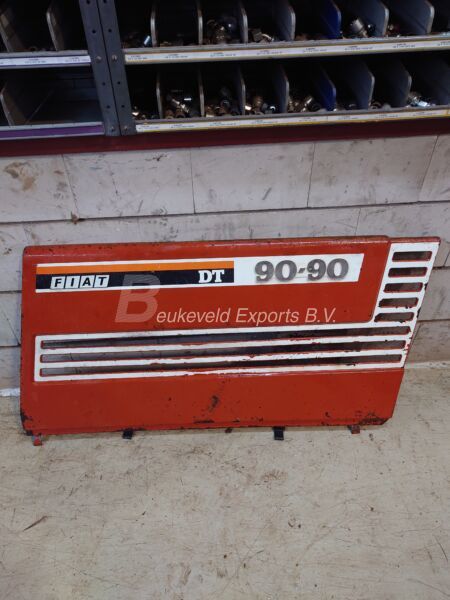 FIAT DT 90-90
Beukeveld Exports B.V.